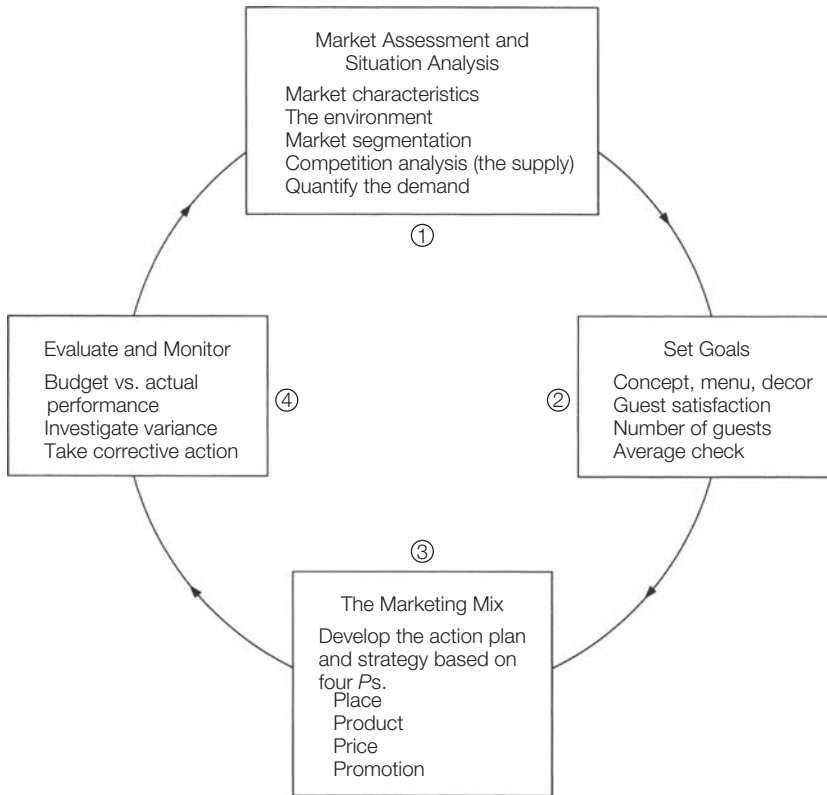 Market Assessment and
Situation Analysis
Market characteristics
The environment
Market segmentation
Competition analysis (the supply)
Quantify the demand
①
Set Goals
Concept, menu, decor
Guest satisfaction
Number of guests
Average check
②
③
The Marketing Mix
Develop the action plan
and strategy based on
four Ps.
Place
Product
Price
Promotion
Evaluate and Monitor
Budget vs. actual
performance
Investigate variance
Take corrective action
④